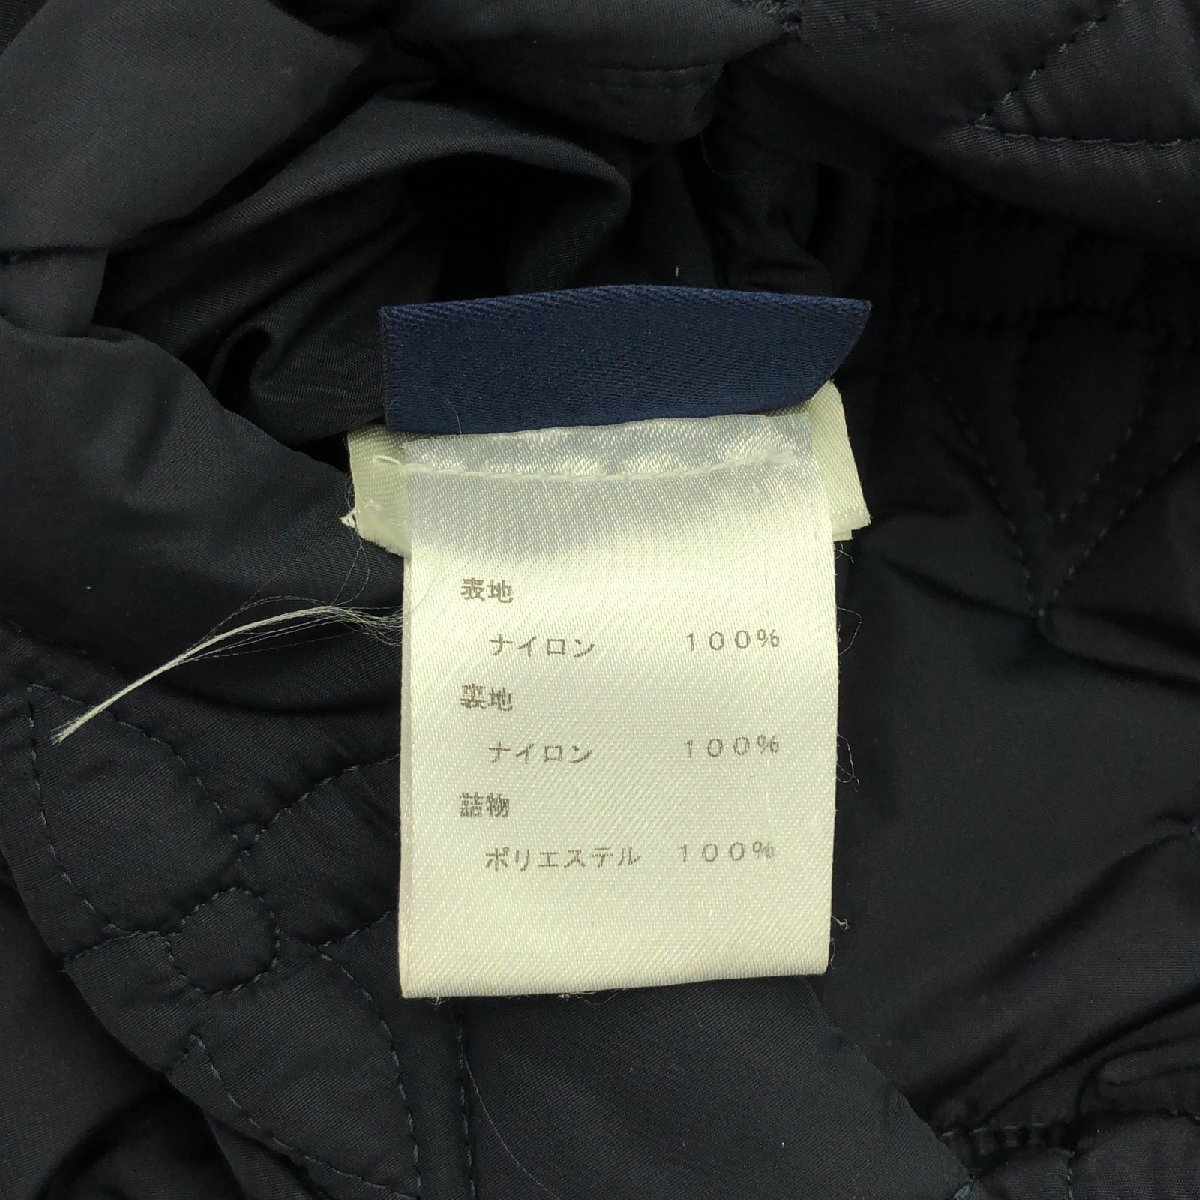 表地
ナイロン 100%
裏地
ナイロン 100%
詰物
ポリエステル 100%